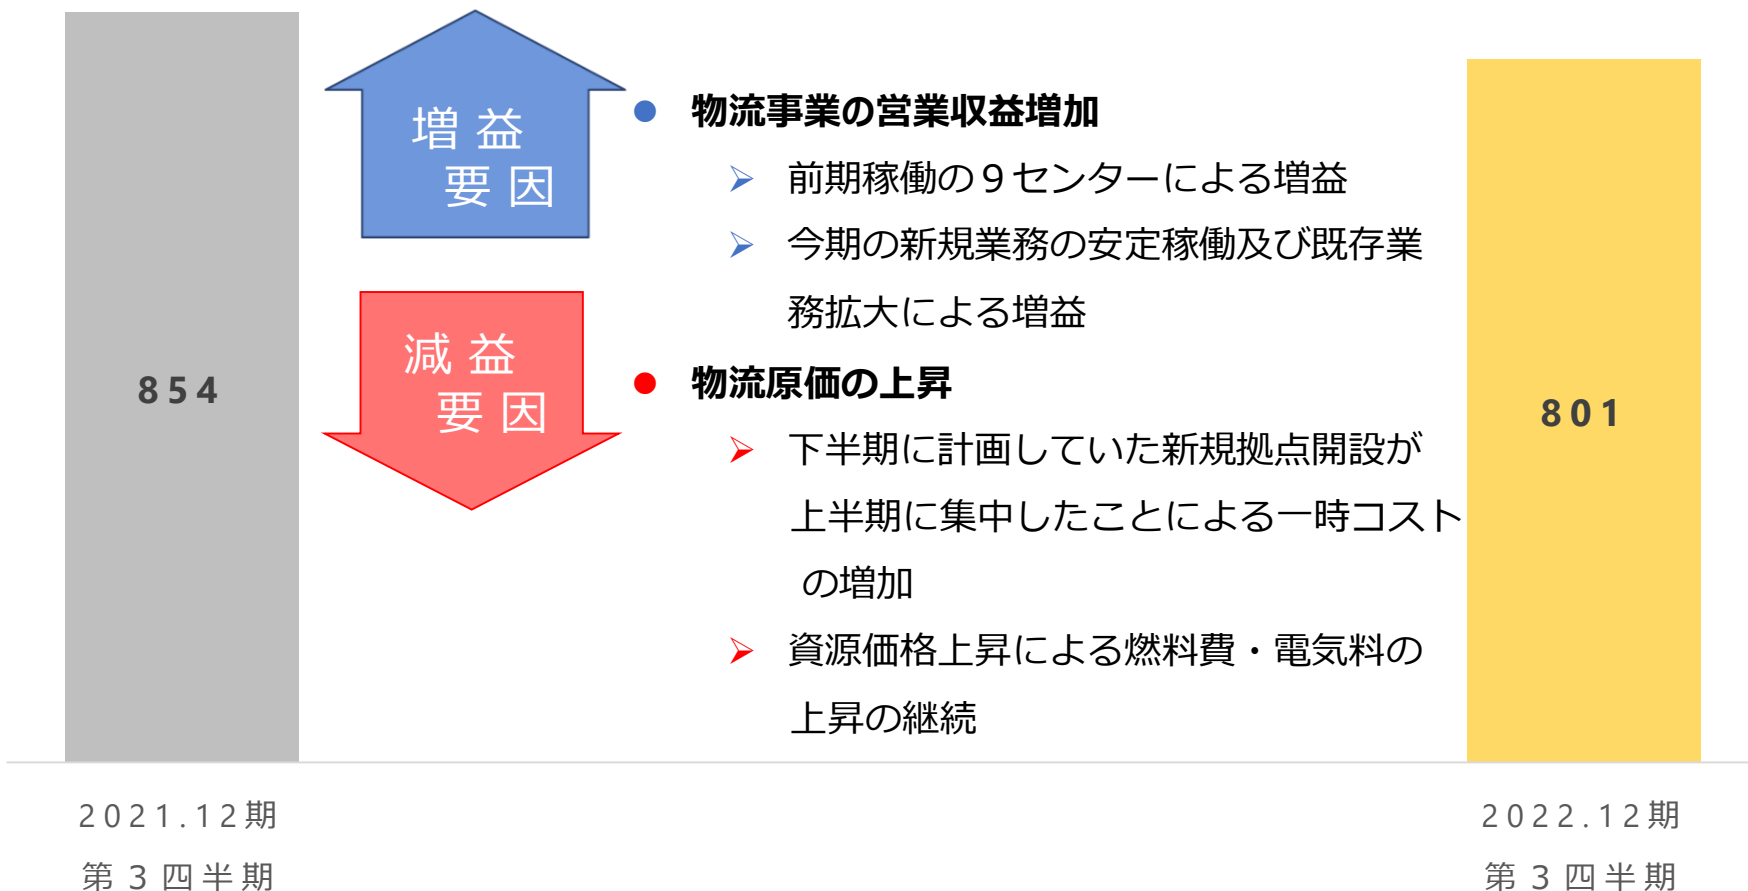 増益
要因
物流事業の営業収益増加
前期稼働の９センターによる増益
今期の新規業務の安定稼働及び既存業
務拡大による増益
減益
要因
物流原価の上昇
下半期に計画していた新規拠点開設が
上半期に集中したことによる一時コスト
の増加
資源価格上昇による燃料費・電気料の
上昇の継続
854
801
2021.12期
第３四半期
2022.12期
第３四半期